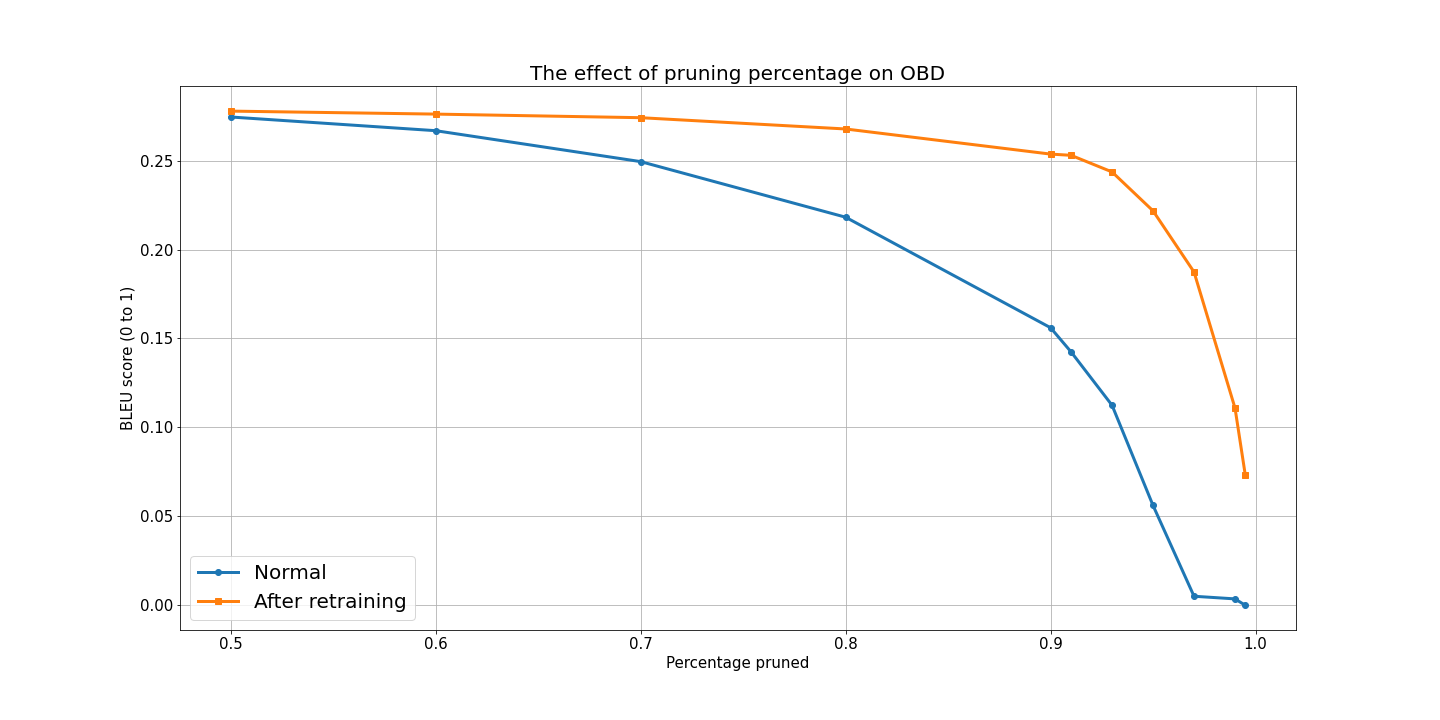 The effect of pruning percentage on OBD
BLEU score (0 to 1)
0.25
0.20
0.15
0.10
0.05
0.00
Normal
After retraining
0.5 0.6 0.7 0.8 0.9 1.0
Percentage pruned